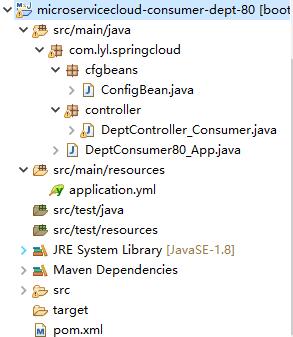 microservicecloud-consumer-dept-80 [boot
src/main/java
com.lyl.springcloud
cfgbeans
ConfigBean.java
controller
DeptController_Consumer.java
DeptConsumer80_App.java
src/main/resources
application.yml
src/test/java
src/test/resources
JRE System Library [JavaSE-1.8]
Maven Dependencies
src
target
pom.xml